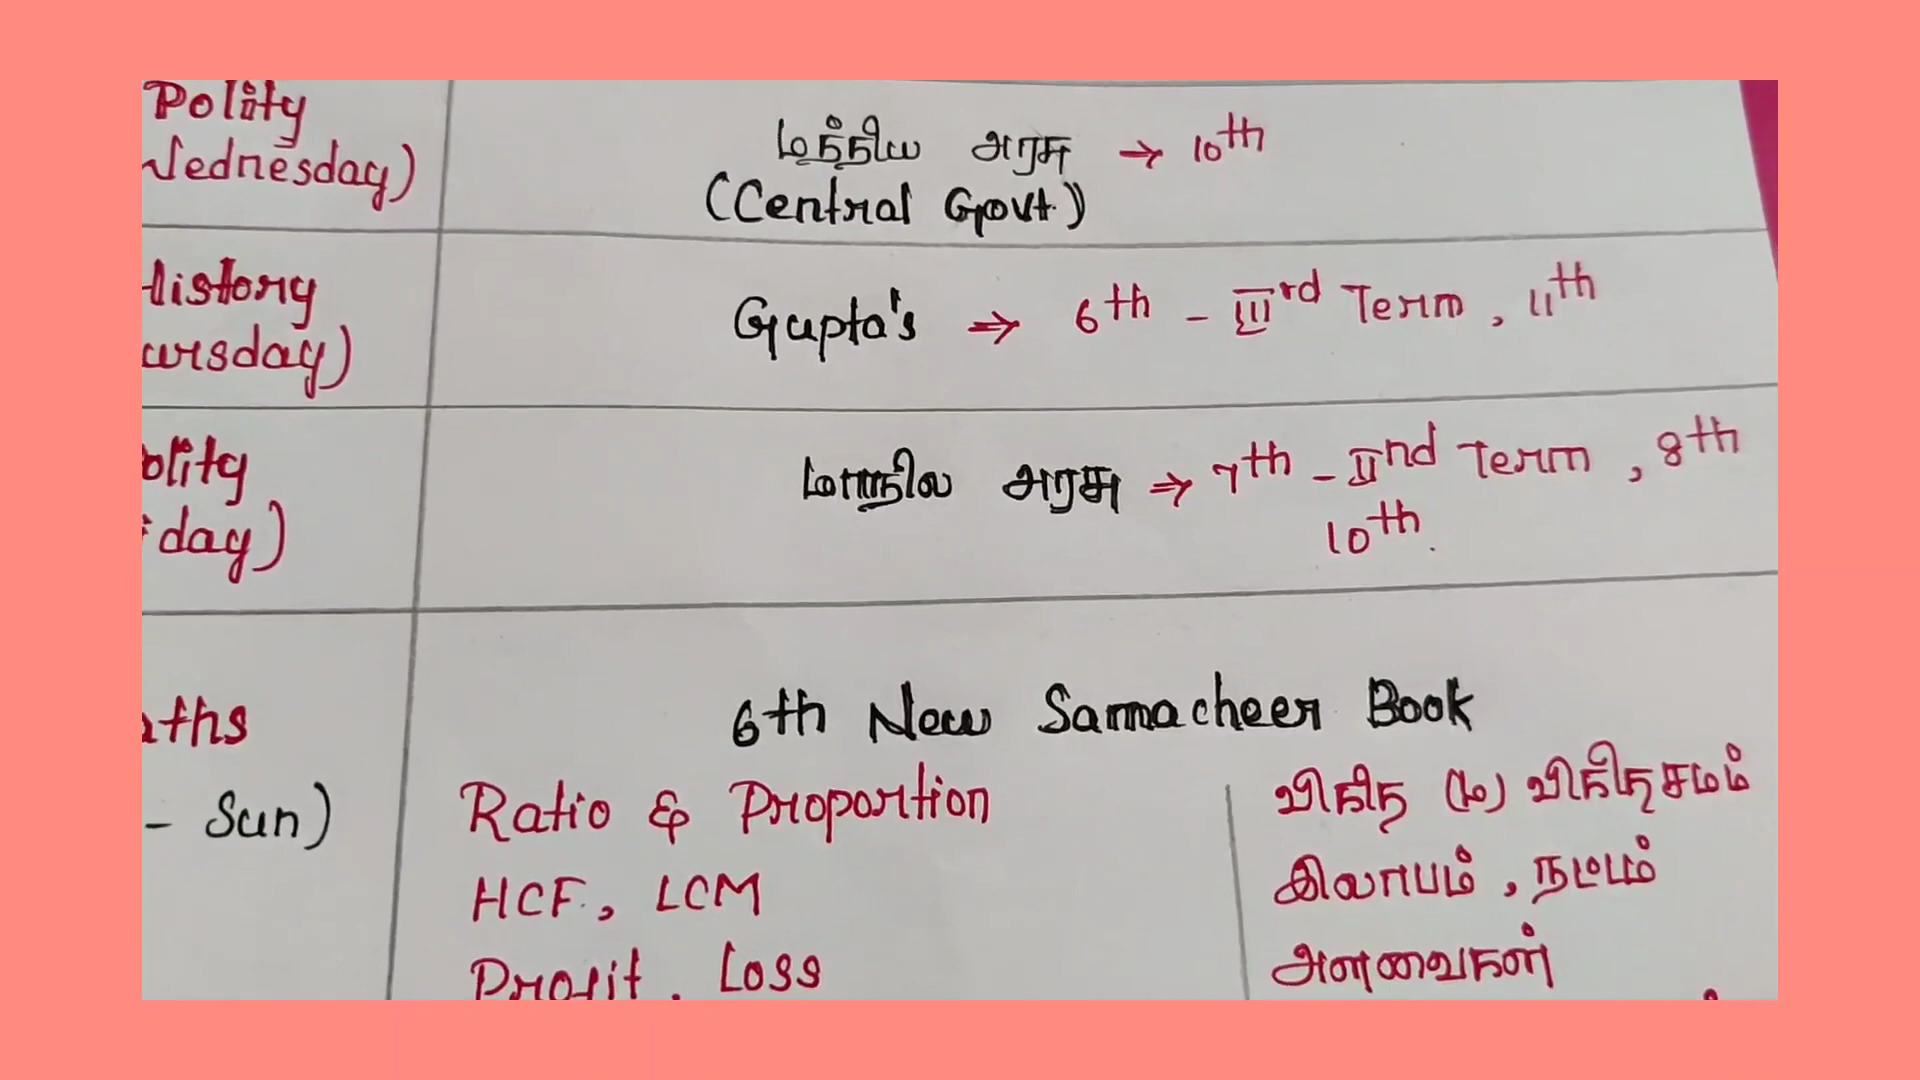 Polity
Wednesday)
மத்திய அரசு → 10th
(Central Govt.)
History
ursday)
Gupta's ⇒ 6th - IIIrd Term, 11th
olity
day)
மாநில அரசு ⇒ 7th - IInd Term, 8th
10th.
ths
- Sun)
6th New Samacheer Book
Ratio & Proportion
HCF, LCM
Profit, Loss
விகித (ம) விகிதசமம்
இலாபம், நட்டம்
அளவைகள்